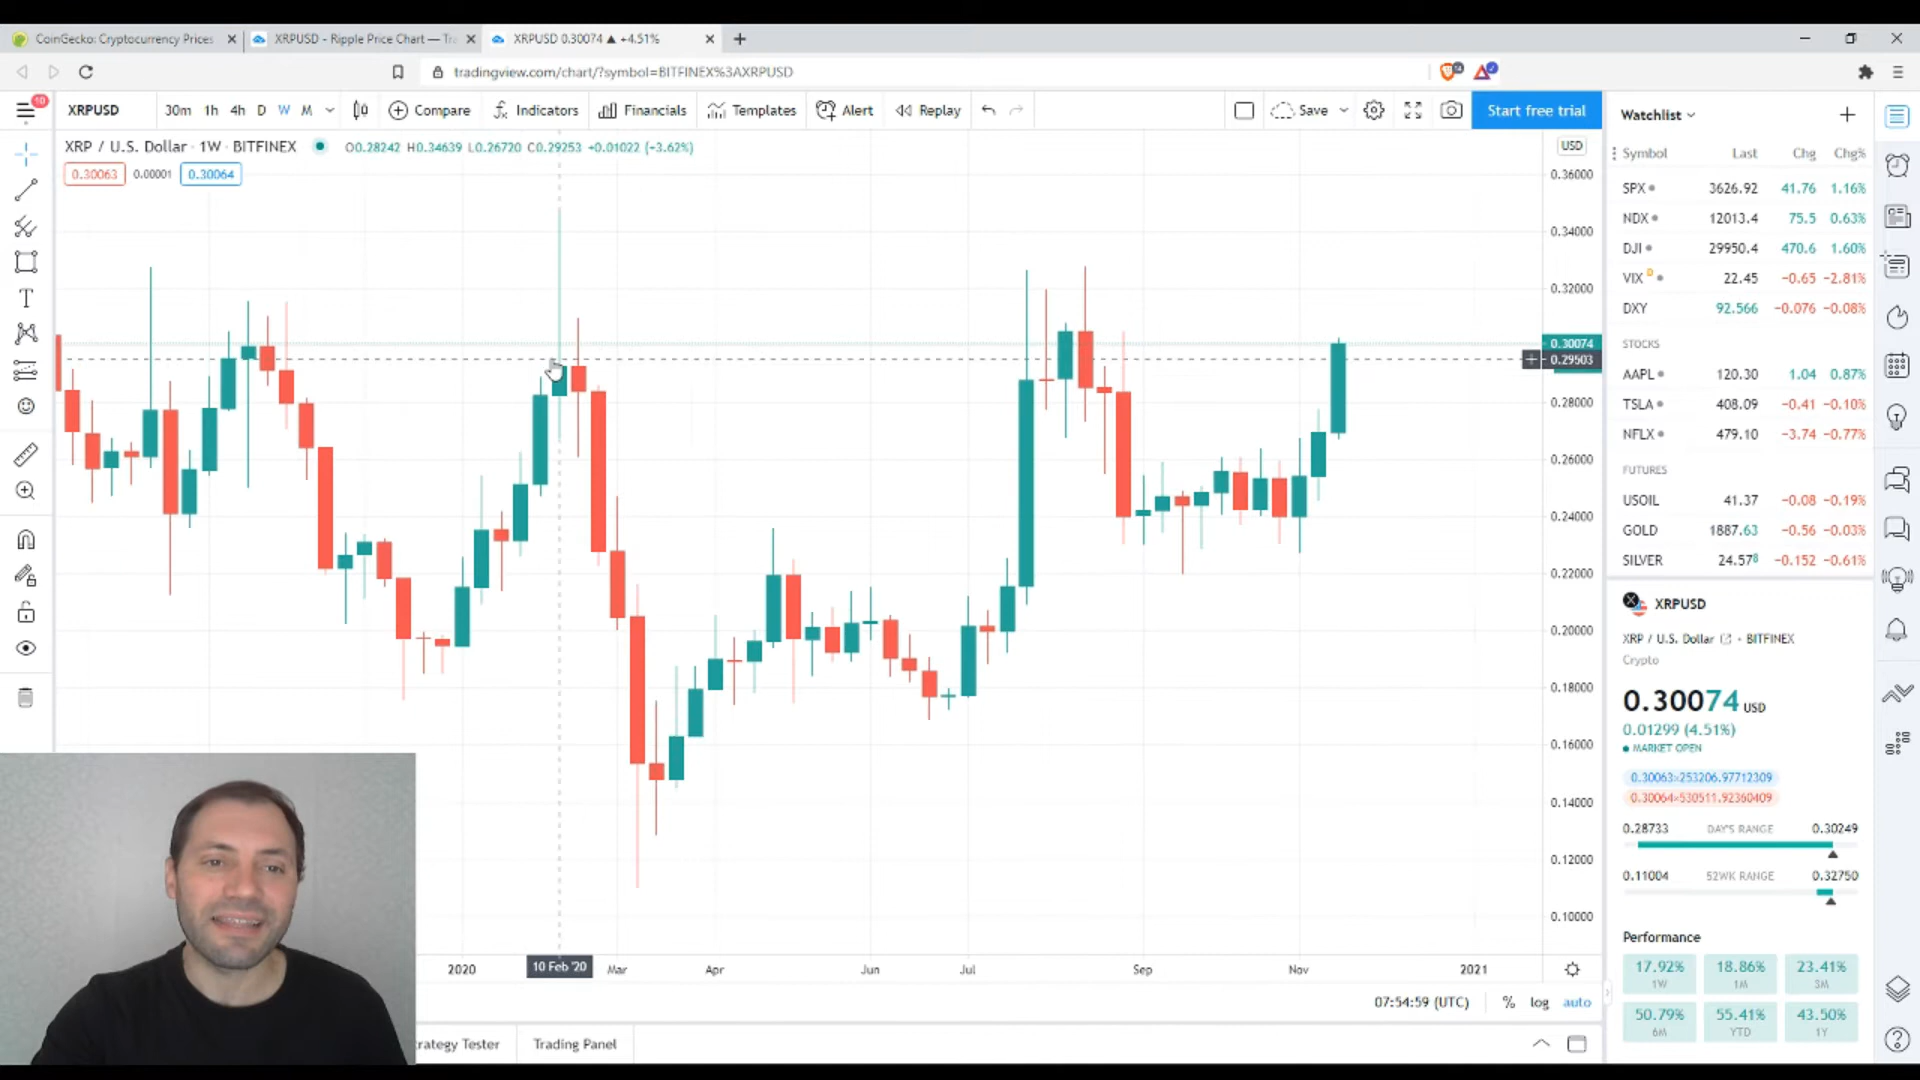 CoinGecko: Cryptocurrency Prices
XRPUSD - Ripple Price Chart — Tr
XRPUSD 0.30074 ▲ +4.51%
tradingview.com/chart/?symbol=BITFINEX%3AXRPUSD
10
XRPUSD 30m 1h 4h D W M Compare Indicators Financials Templates Alert Replay Save Start free trial
XRP / U.S. Dollar · 1W · BITFINEX O0.28242 H0.34639 L0.26720 C0.29253 +0.01022 (−3.62%)
0.30063 0.00001 0.30064
USD
0.36000
0.34000
0.32000
0.30074
0.29503
0.28000
0.26000
0.24000
0.22000
0.20000
0.18000
0.16000
0.14000
0.12000
0.10000
2020 10 Feb '20 Mar Apr Jun Jul Sep Nov 2021
07:54:59 (UTC) % log auto
trategy Tester Trading Panel
Watchlist
Symbol Last Chg Chg%
SPX 3626.92 41.76 1.16%
NDX 12013.4 75.5 0.63%
DJI 29950.4 470.6 1.60%
VIX D 22.45 −0.65 −2.81%
DXY 92.566 −0.076 −0.08%
STOCKS
AAPL 120.30 1.04 0.87%
TSLA 408.09 −0.41 −0.10%
NFLX 479.10 −3.74 −0.77%
FUTURES
USOIL 41.37 −0.08 −0.19%
GOLD 1887.63 −0.56 −0.03%
SILVER 24.578 −0.152 −0.61%
XRPUSD
XRP / U.S. Dollar · BITFINEX
Crypto
0.30074 USD
0.01299 (4.51%)
MARKET OPEN
0.30063×253206.97712309
0.30064×530511.92360409
0.28733 DAY'S RANGE 0.30249
0.11004 52WK RANGE 0.32750
Performance
17.92% 18.86% 23.41%
1W 1M 3M
50.79% 55.41% 43.50%
6M YTD 1Y